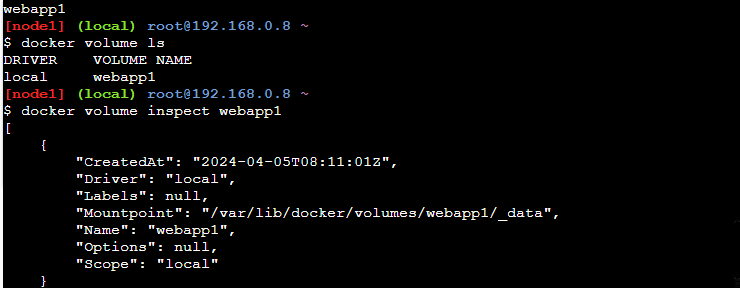 webapp1
[node1] (local) root@192.168.0.8 ~
$ docker volume ls
DRIVER    VOLUME NAME
local     webapp1
[node1] (local) root@192.168.0.8 ~
$ docker volume inspect webapp1
[
    {
        "CreatedAt": "2024-04-05T08:11:01Z",
        "Driver": "local",
        "Labels": null,
        "Mountpoint": "/var/lib/docker/volumes/webapp1/_data",
        "Name": "webapp1",
        "Options": null,
        "Scope": "local"
    }